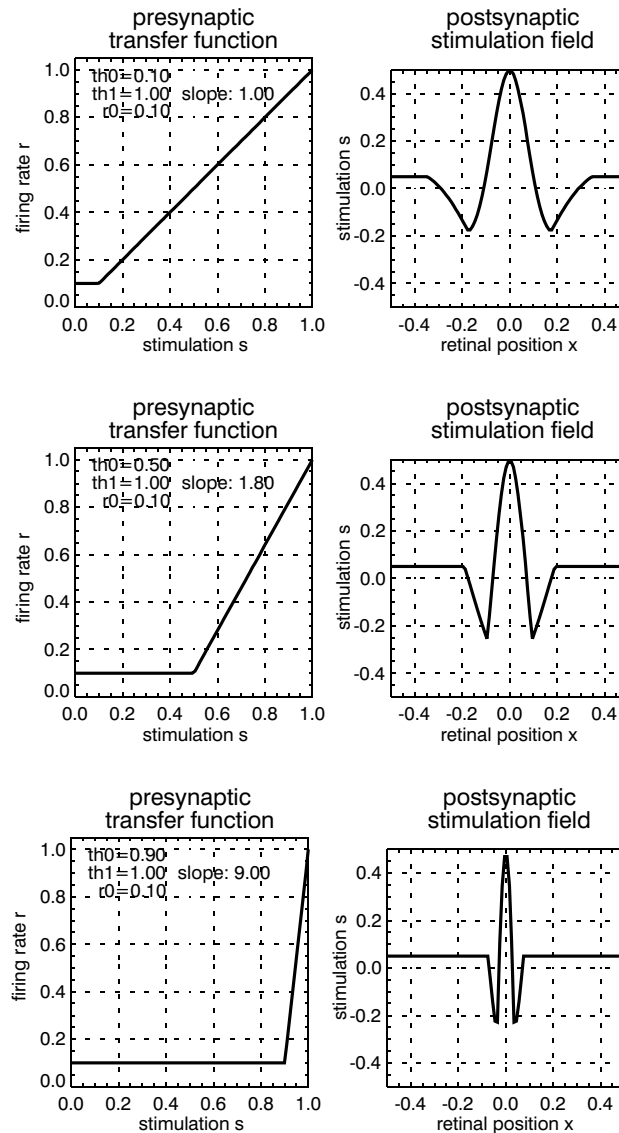 presynaptic
transfer function
th0=0.10
th1=1.00 slope: 1.00
r0=0.10
firing rate r
1.0
0.8
0.6
0.4
0.2
0.0
0.0 0.2 0.4 0.6 0.8 1.0
stimulation s
postsynaptic
stimulation field
stimulation s
0.4
0.2
0.0
-0.2
-0.4
-0.4 -0.2 0.0 0.2 0.4
retinal position x
presynaptic
transfer function
th0=0.50
th1=1.00 slope: 1.80
r0=0.10
firing rate r
1.0
0.8
0.6
0.4
0.2
0.0
0.0 0.2 0.4 0.6 0.8 1.0
stimulation s
postsynaptic
stimulation field
stimulation s
0.4
0.2
0.0
-0.2
-0.4
-0.4 -0.2 0.0 0.2 0.4
retinal position x
presynaptic
transfer function
th0=0.90
th1=1.00 slope: 9.00
r0=0.10
firing rate r
1.0
0.8
0.6
0.4
0.2
0.0
0.0 0.2 0.4 0.6 0.8 1.0
stimulation s
postsynaptic
stimulation field
stimulation s
0.4
0.2
0.0
-0.2
-0.4
-0.4 -0.2 0.0 0.2 0.4
retinal position x